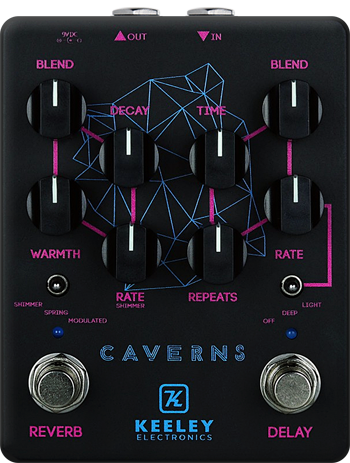 9V
OUT IN
BLEND BLEND
DECAY TIME
WARMTH RATE
RATE REPEATS
SHIMMER
SHIMMER LIGHT
SPRING DEEP
MODULATED OFF
CAVERNS
KEELEY
ELECTRONICS
REVERB DELAY